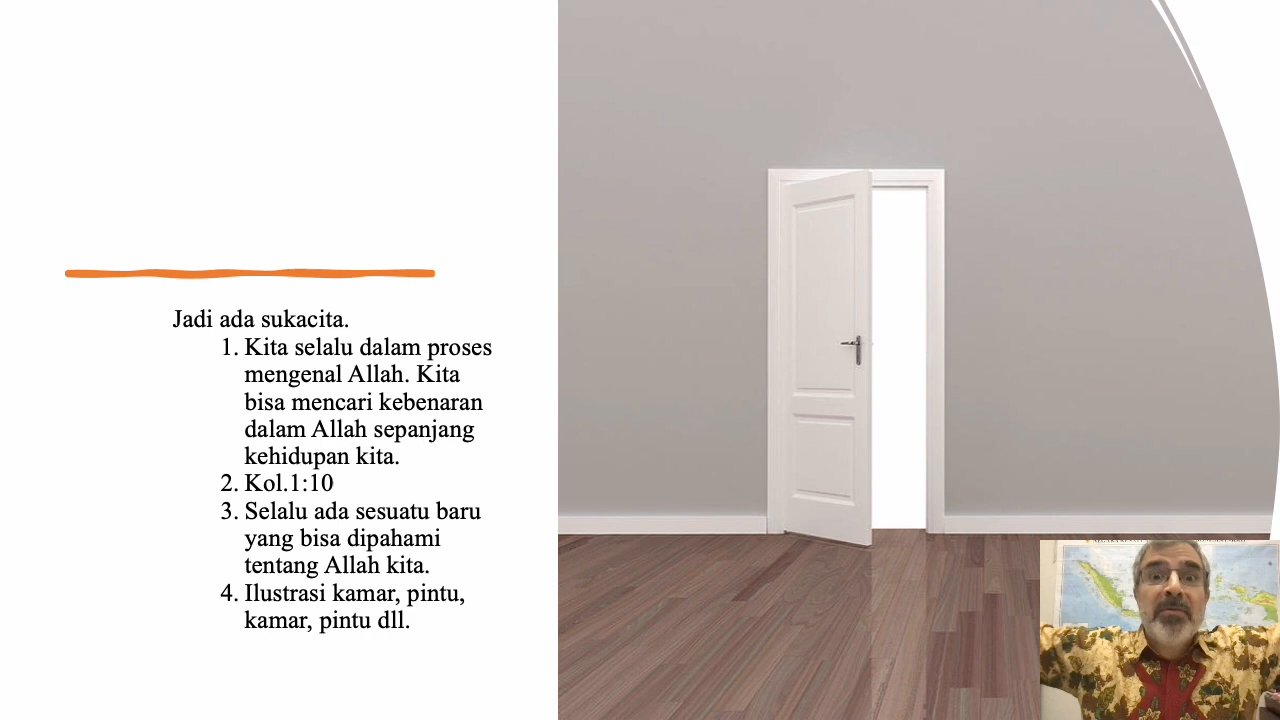 Jadi ada sukacita.
1. Kita selalu dalam proses
mengenal Allah. Kita
bisa mencari kebenaran
dalam Allah sepanjang
kehidupan kita.
2. Kol.1:10
3. Selalu ada sesuatu baru
yang bisa dipahami
tentang Allah kita.
4. Ilustrasi kamar, pintu,
kamar, pintu dll.